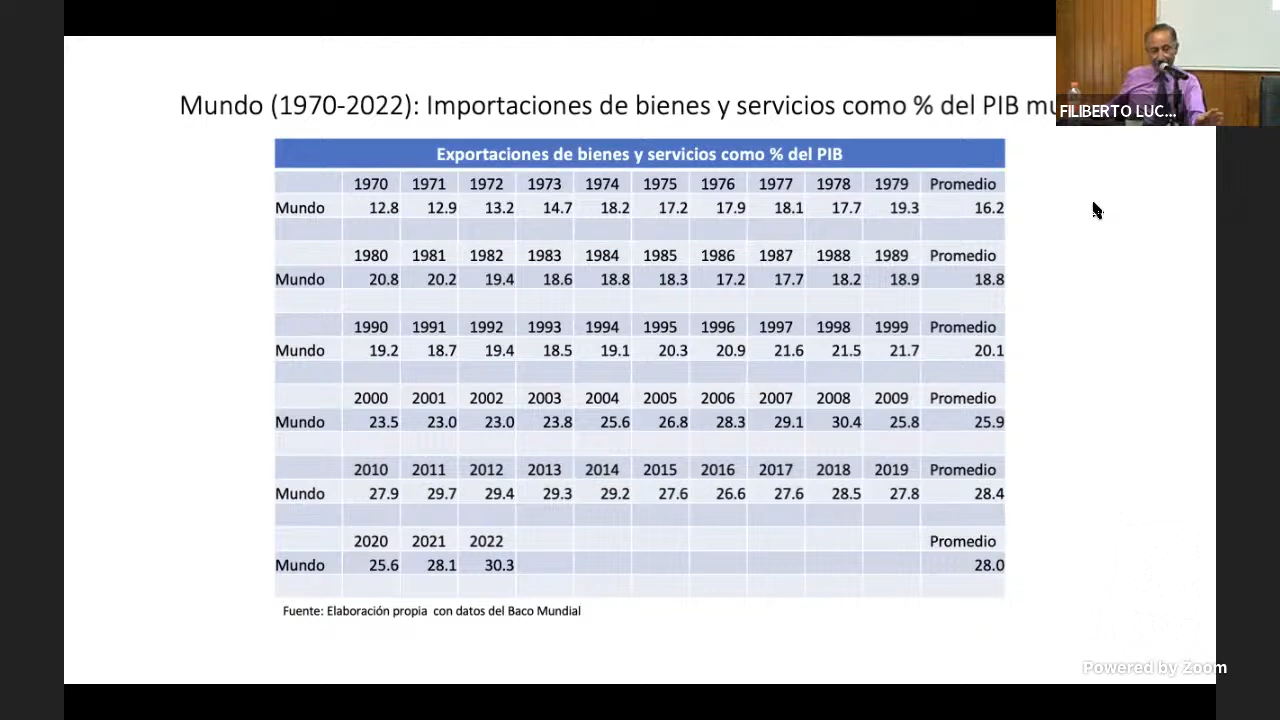 Mundo (1970-2022): Importaciones de bienes y servicios como % del PIB
FILIBERTO LUC...
Exportaciones de bienes y servicios como % del PIB
1970 1971 1972 1973 1974 1975 1976 1977 1978 1979 Promedio
Mundo 12.8 12.9 13.2 14.7 18.2 17.2 17.9 18.1 17.7 19.3 16.2
1980 1981 1982 1983 1984 1985 1986 1987 1988 1989 Promedio
Mundo 20.8 20.2 19.4 18.6 18.8 18.3 17.2 17.7 18.2 18.9 18.8
1990 1991 1992 1993 1994 1995 1996 1997 1998 1999 Promedio
Mundo 19.2 18.7 19.4 18.5 19.1 20.3 20.9 21.6 21.5 21.7 20.1
2000 2001 2002 2003 2004 2005 2006 2007 2008 2009 Promedio
Mundo 23.5 23.0 23.0 23.8 25.6 26.8 28.3 29.1 30.4 25.8 25.9
2010 2011 2012 2013 2014 2015 2016 2017 2018 2019 Promedio
Mundo 27.9 29.7 29.4 29.3 29.2 27.6 26.6 27.6 28.5 27.8 28.4
2020 2021 2022 Promedio
Mundo 25.6 28.1 30.3 28.0
Fuente: Elaboración propia con datos del Baco Mundial
Powered by Zoom